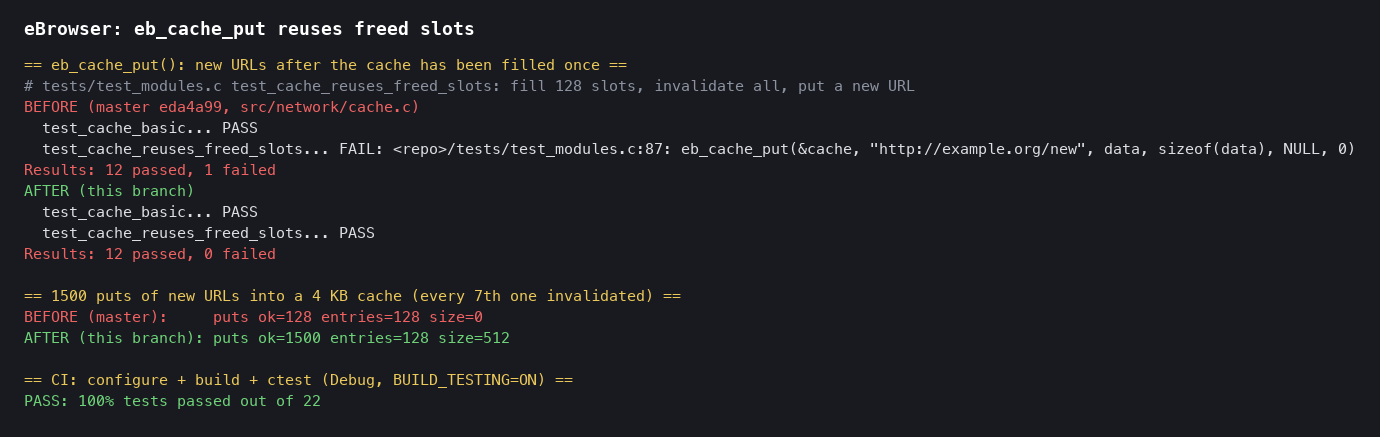 eBrowser: eb_cache_put reuses freed slots
== eb_cache_put(): new URLs after the cache has been filled once ==
# tests/test_modules.c test_cache_reuses_freed_slots: fill 128 slots, invalidate all, put a new URL
BEFORE (master eda4a99, src/network/cache.c)
  test_cache_basic... PASS
  test_cache_reuses_freed_slots... FAIL: <repo>/tests/test_modules.c:87: eb_cache_put(&cache, "http://example.org/new", data, sizeof(data), NULL, 0)
Results: 12 passed, 1 failed
AFTER (this branch)
  test_cache_basic... PASS
  test_cache_reuses_freed_slots... PASS
Results: 12 passed, 0 failed
== 1500 puts of new URLs into a 4 KB cache (every 7th one invalidated) ==
BEFORE (master):     puts ok=128 entries=128 size=0
AFTER (this branch): puts ok=1500 entries=128 size=512
== CI: configure + build + ctest (Debug, BUILD_TESTING=ON) ==
PASS: 100% tests passed out of 22